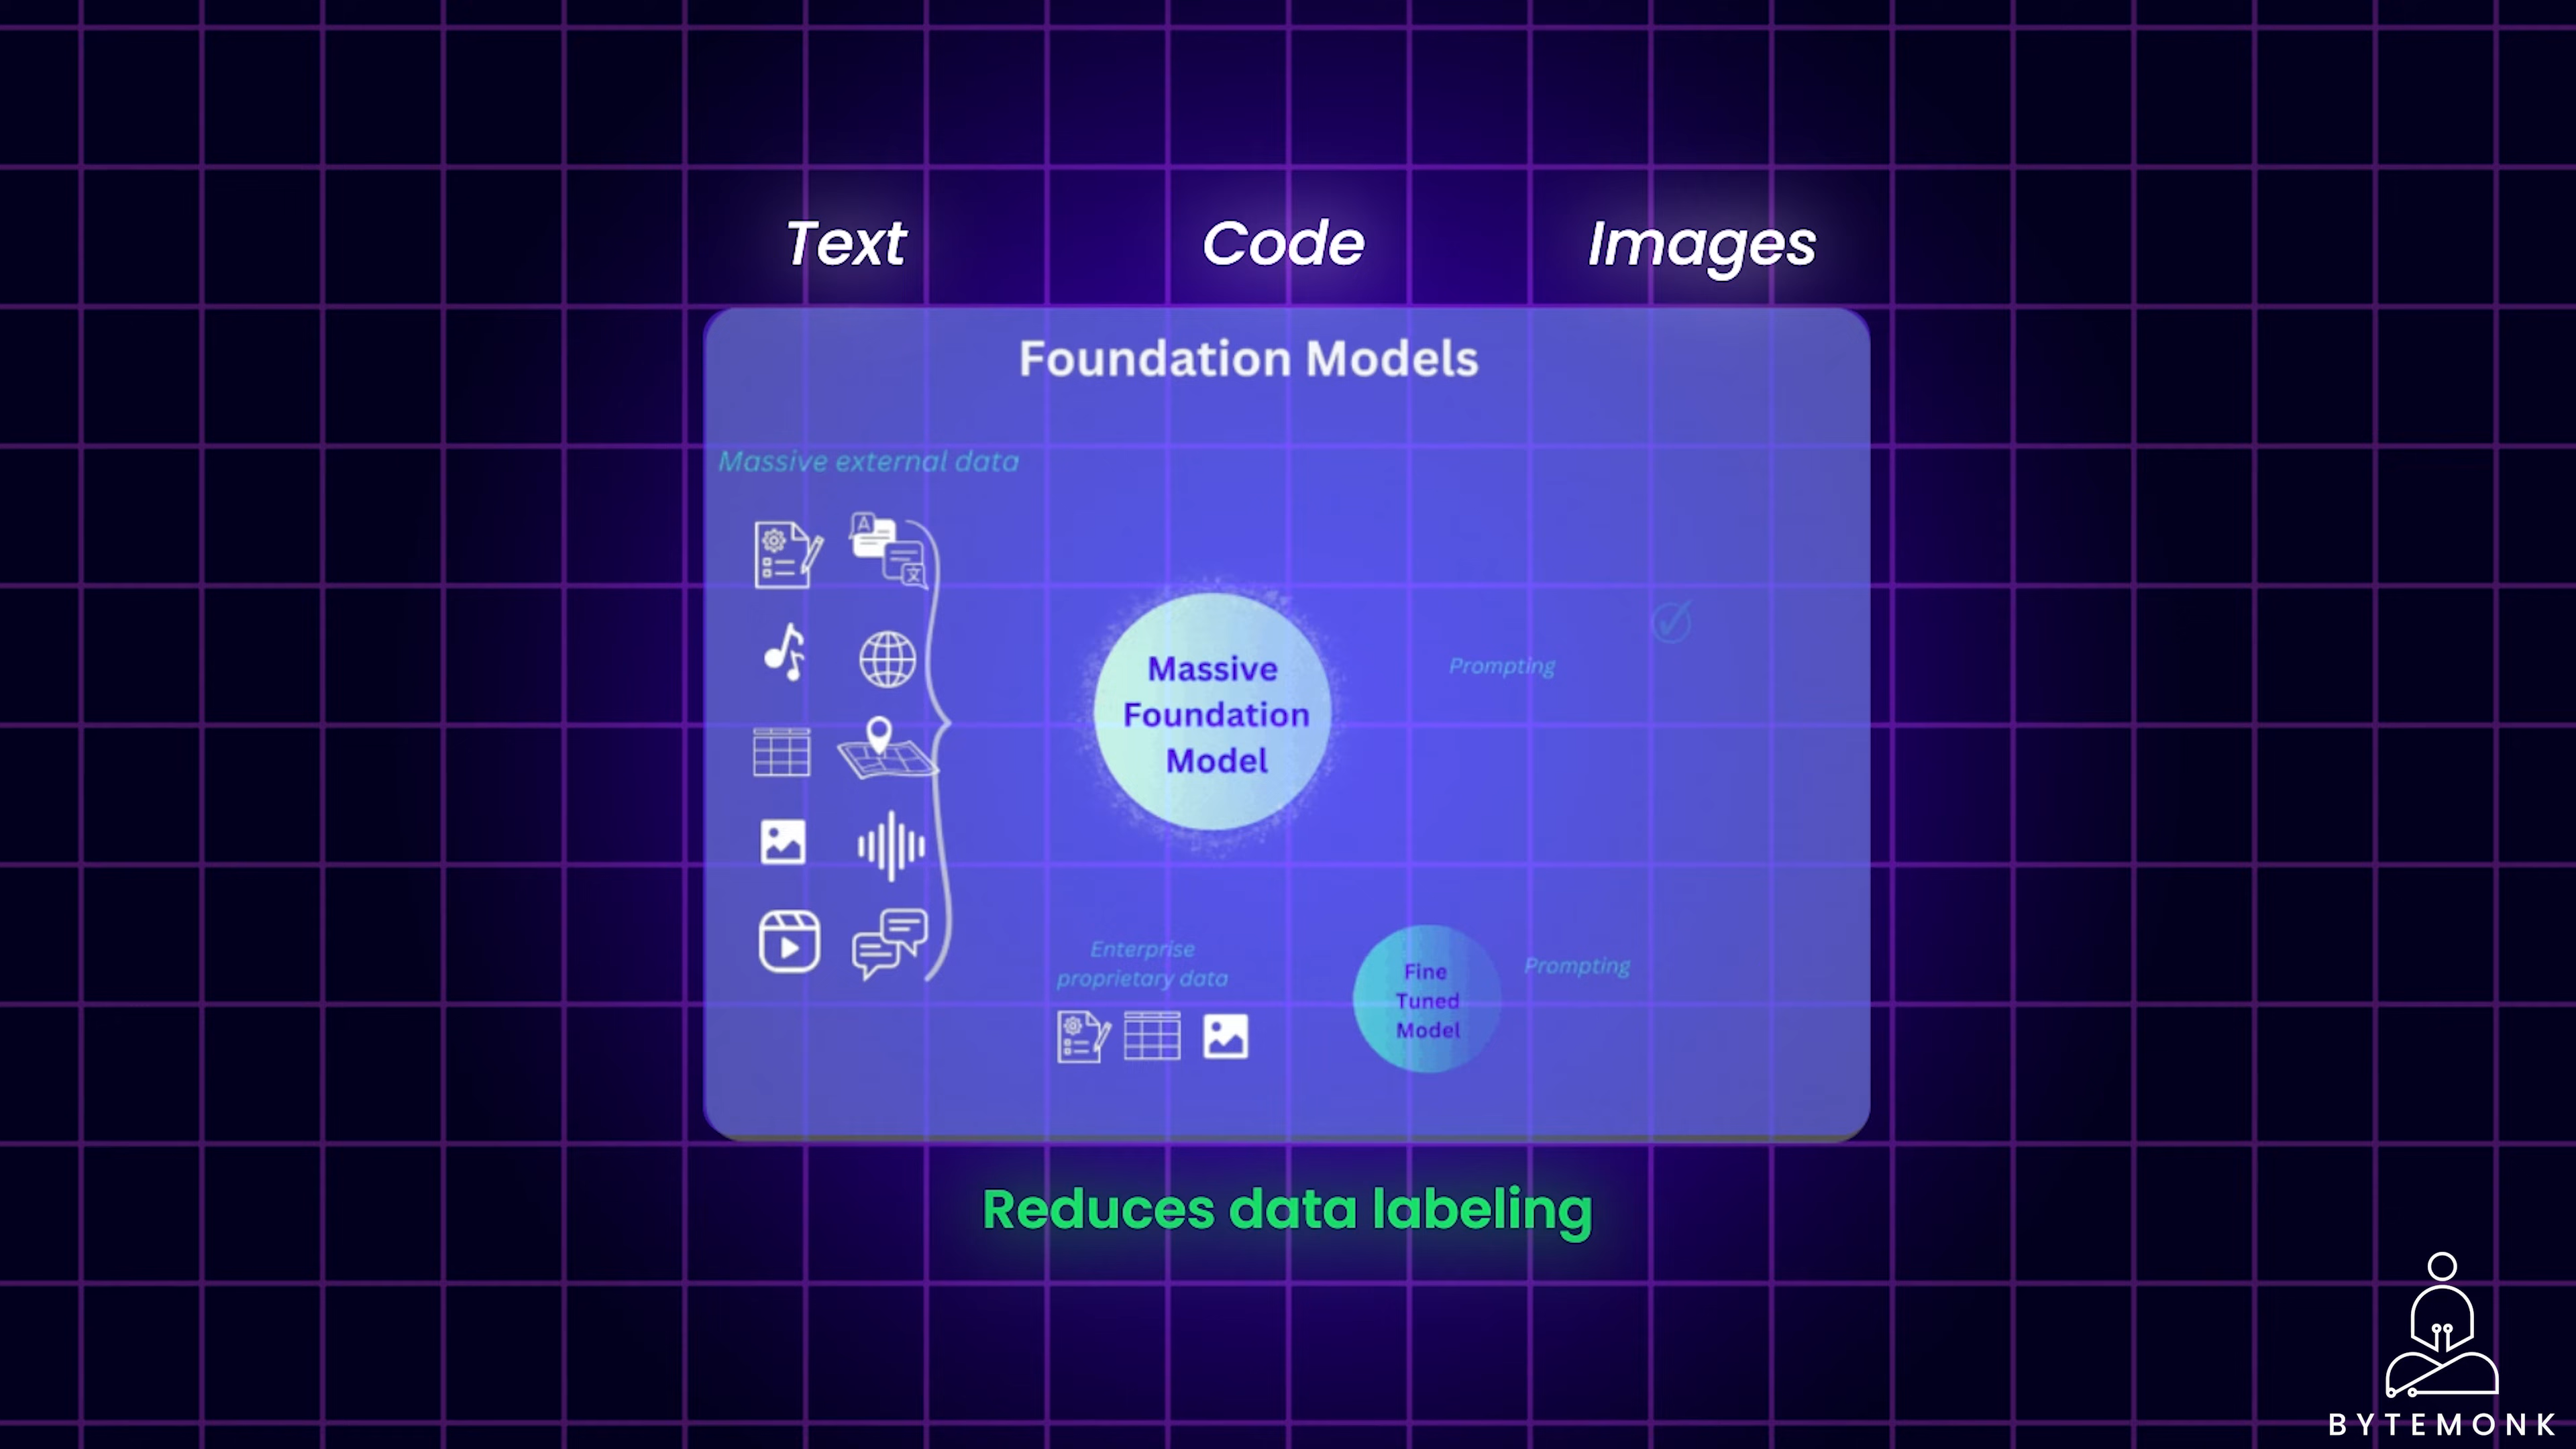 Text Code Images
Foundation Models
Massive external data
A
文
Massive
Foundation
Model
Prompting
Enterprise
proprietary data
Fine
Tuned
Model
Prompting
Reduces data labeling
BYTEMONK